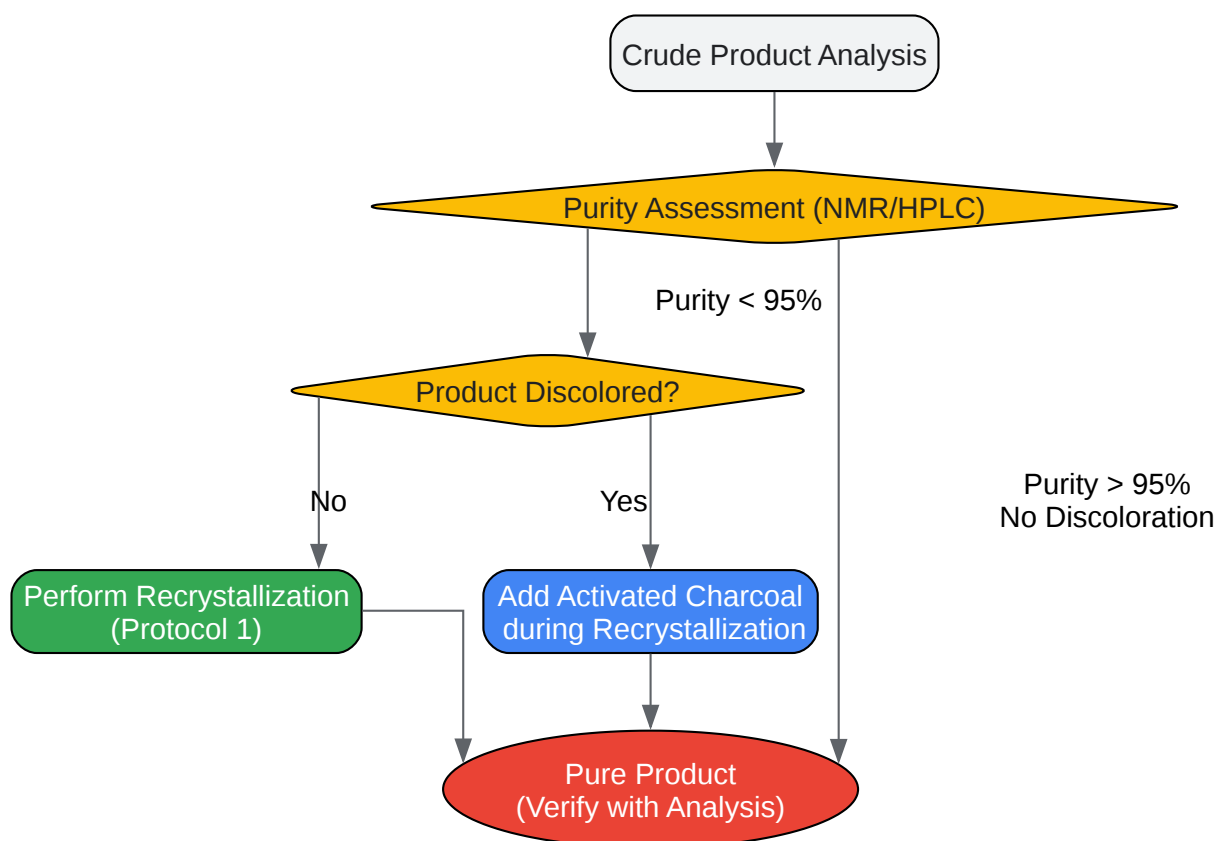 Crude Product Analysis
Purity Assessment (NMR/HPLC)
Purity < 95%
Product Discolored?
No
Yes
Purity > 95%
No Discoloration
Perform Recrystallization
(Protocol 1)
Add Activated Charcoal
during Recrystallization
Pure Product
(Verify with Analysis)